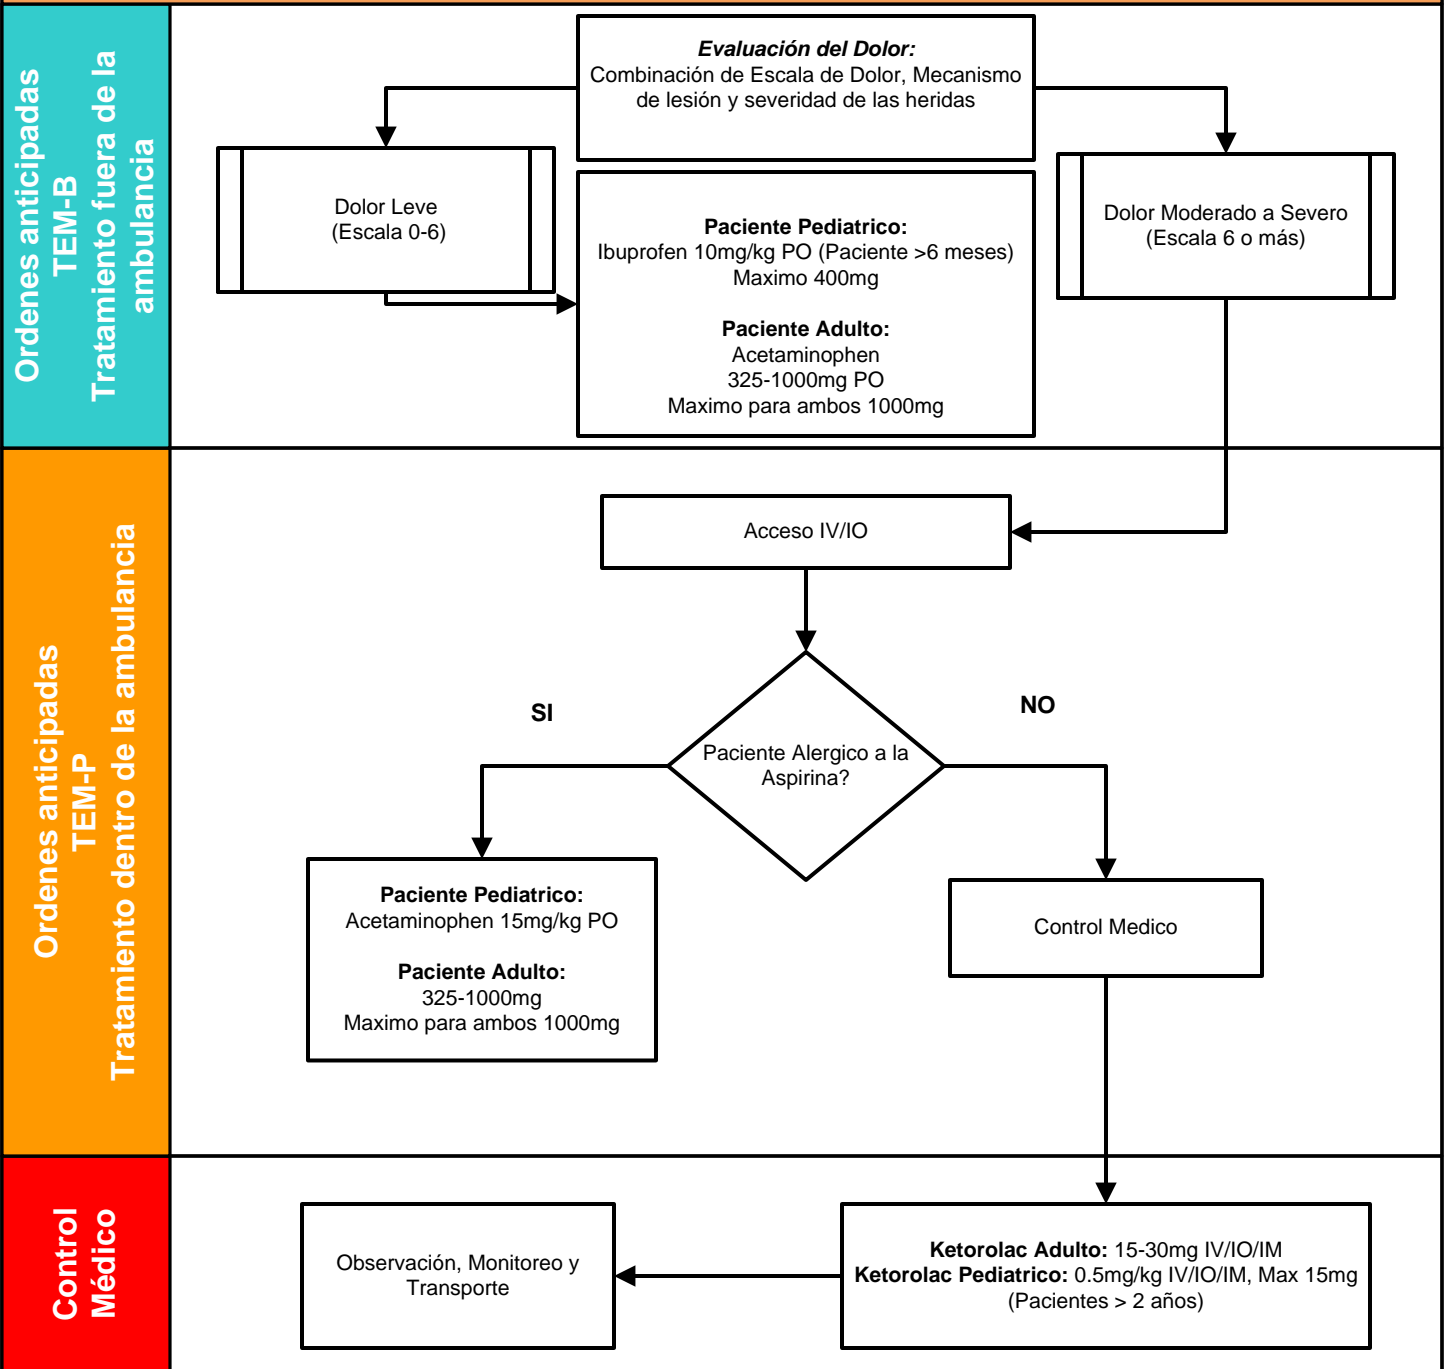 Ordenes anticipadas
TEM-B
Tratamiento fuera de la
ambulancia
Evaluación del Dolor:
Combinación de Escala de Dolor, Mecanismo
de lesión y severidad de las heridas
Dolor Leve
(Escala 0-6)
Paciente Pediatrico:
Ibuprofen 10mg/kg PO (Paciente >6 meses)
Maximo 400mg
Paciente Adulto:
Acetaminophen
325-1000mg PO
Maximo para ambos 1000mg
Dolor Moderado a Severo
(Escala 6 o más)
Ordenes anticipadas
TEM-P
Tratamiento dentro de la ambulancia
Acceso IV/IO
Paciente Alergico a la
Aspirina?
SI
NO
Paciente Pediatrico:
Acetaminophen 15mg/kg PO
Paciente Adulto:
325-1000mg
Maximo para ambos 1000mg
Control Medico
Control
Médico
Observación, Monitoreo y
Transporte
Ketorolac Adulto: 15-30mg IV/IO/IM
Ketorolac Pediatrico: 0.5mg/kg IV/IO/IM, Max 15mg
(Pacientes > 2 años)